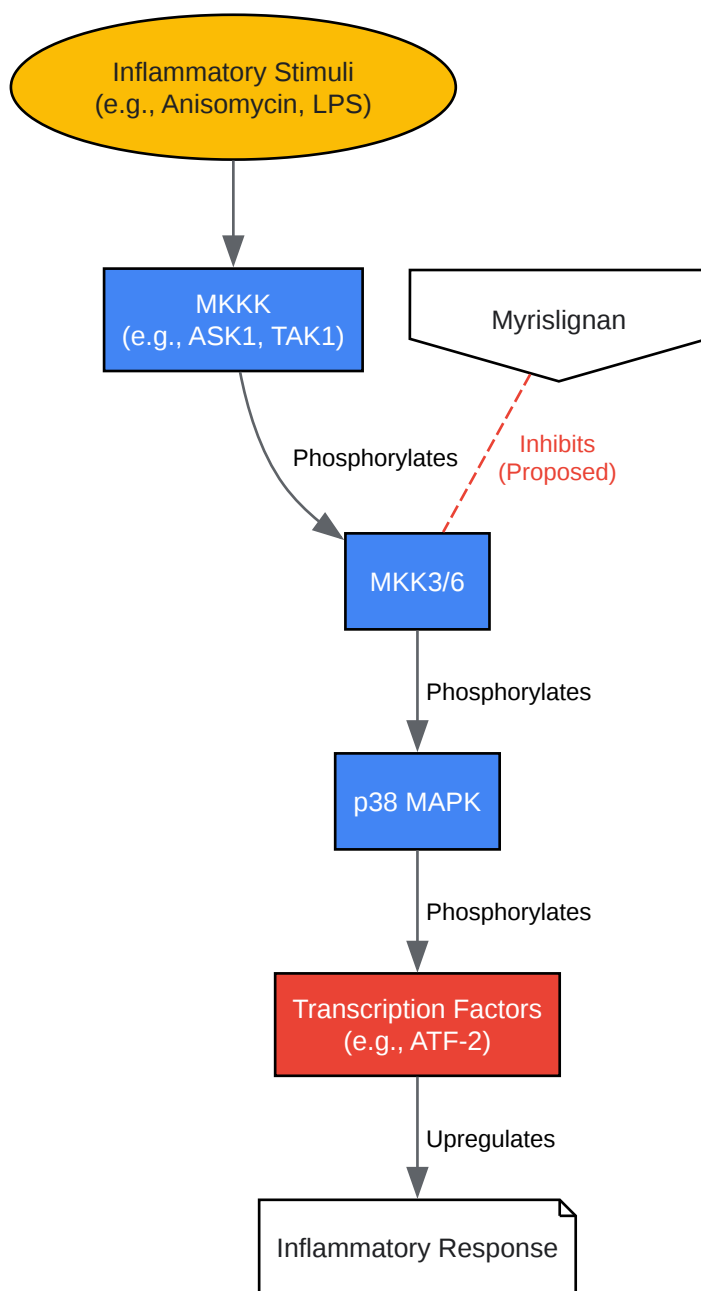 Inflammatory Stimuli
(e.g., Anisomycin, LPS)
MKKK
(e.g., ASK1, TAK1)
Myrislignan
Phosphorylates
Inhibits
(Proposed)
MKK3/6
Phosphorylates
p38 MAPK
Phosphorylates
Transcription Factors
(e.g., ATF-2)
Upregulates
Inflammatory Response